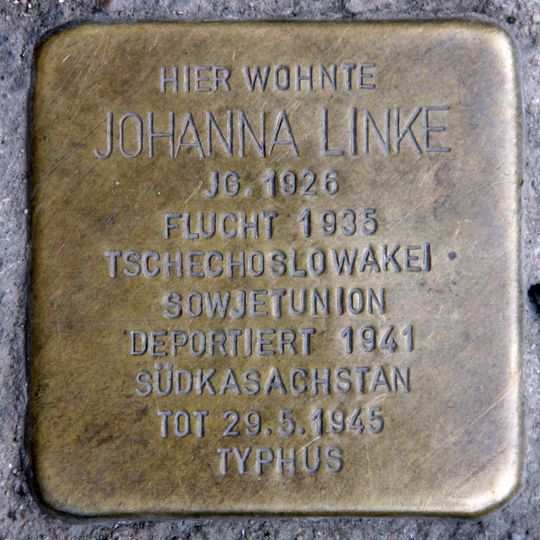 HIER WOHNTE
JOHANNA LINKE
JG. 1926
FLUCHT 1935
TSCHECHOSLOWAKEI
SOWJETUNION
DEPORTIERT 1941
SÜDKASACHSTAN
TOT 29.5.1945
TYPHUS